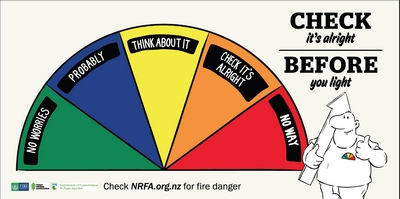 NO WORRIES
PROBABLY
THINK ABOUT IT
CHECK IT'S
ALRIGHT
NO WAY
CHECK
it's alright
BEFORE
you light
Check NRFA.org.nz for fire danger